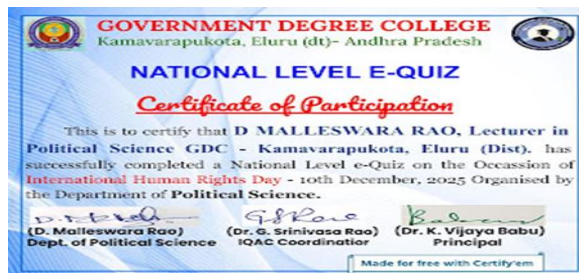 GOVERNMENT DEGREE COLLEGE
Kamavarapukota, Eluru (dt)- Andhra Pradesh
NATIONAL LEVEL E-QUIZ
Certificate of Participation
This is to certify that D MALLESWARA RAO, Lecturer in
Political Science GDC - Kamavarapukota, Eluru (Dist). has
successfully completed a National Level e-Quiz on the Occassion of
International Human Rights Day - 10th December, 2025 Organised by
the Department of Political Science.
(D. Malleswara Rao) (Dr. G. Srinivasa Rao) (Dr. K. Vijaya Babu)
Dept. of Political Science IQAC Coordinatior Principal
Made for free with Certify'em